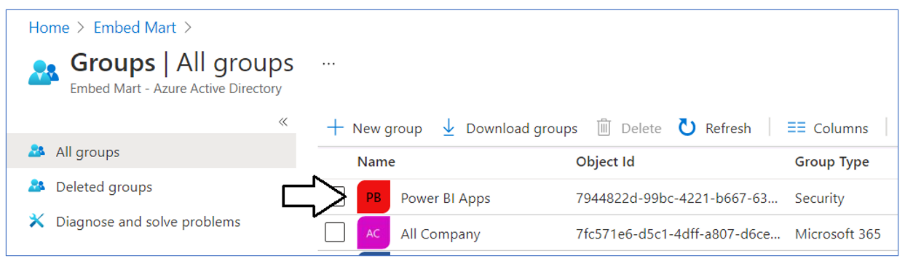 Home > Embed Mart >
Groups | All groups ...
Embed Mart - Azure Active Directory
«
All groups
Deleted groups
Diagnose and solve problems
New group Download groups Delete Refresh Columns
Name Object Id Group Type
PB Power BI Apps 7944822d-99bc-4221-b667-63... Security
AC All Company 7fc571e6-d5c1-4dff-a807-d6ce... Microsoft 365